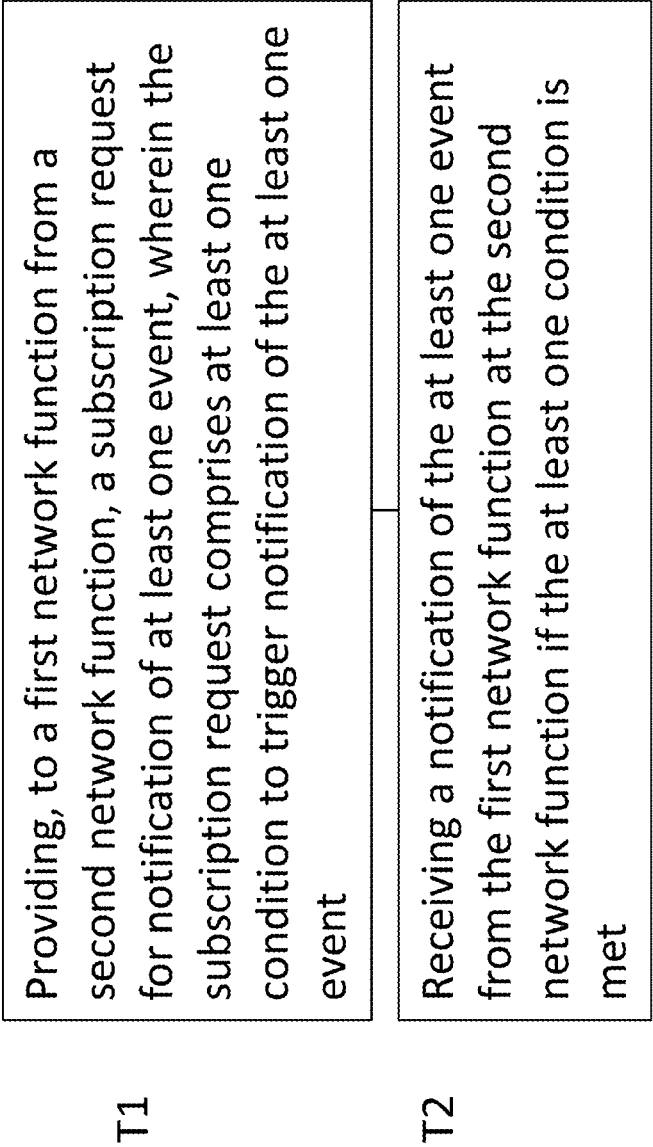 T1
Providing, to a first network function from a
second network function, a subscription request
for notification of at least one event, wherein the
subscription request comprises at least one
condition to trigger notification of the at least one
event
T2
Receiving a notification of the at least one event
from the first network function at the second
network function if the at least one condition is
met